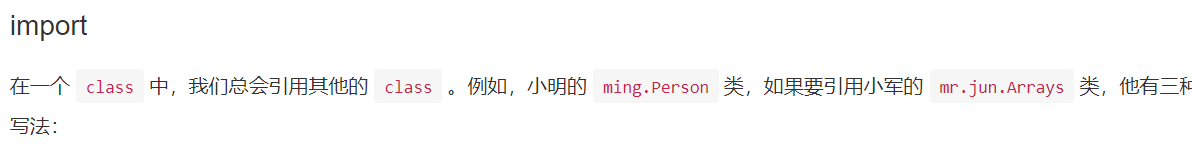 import
在一个 class 中，我们总会引用其他的 class 。例如，小明的 ming.Person 类，如果要引用小军的 mr.jun.Arrays 类，他有三种
写法：